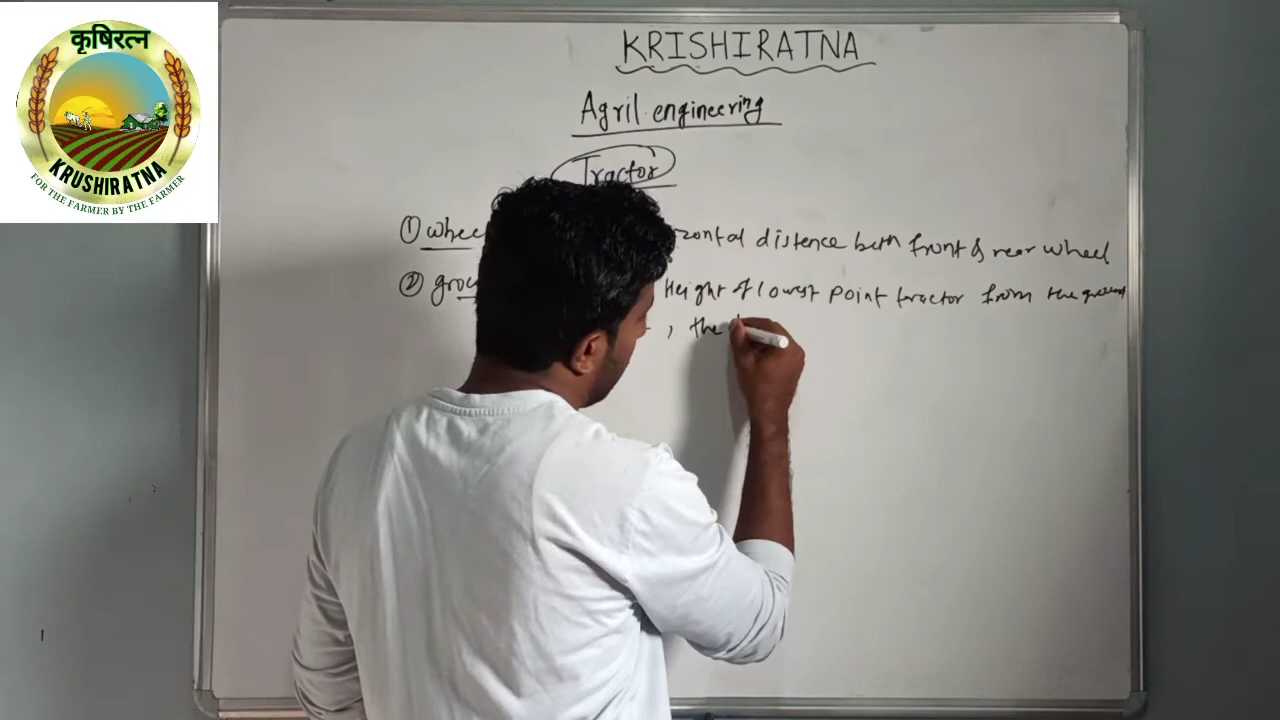 कृषिरत्न
KRUSHIRATNA
FOR THE FARMER BY THE FARMER
KRISHIRATNA
Agril. engineering
Tractor
① whee zontal distence betn front & rear wheel
② grou Height of lowest point tractor from the ground
, the